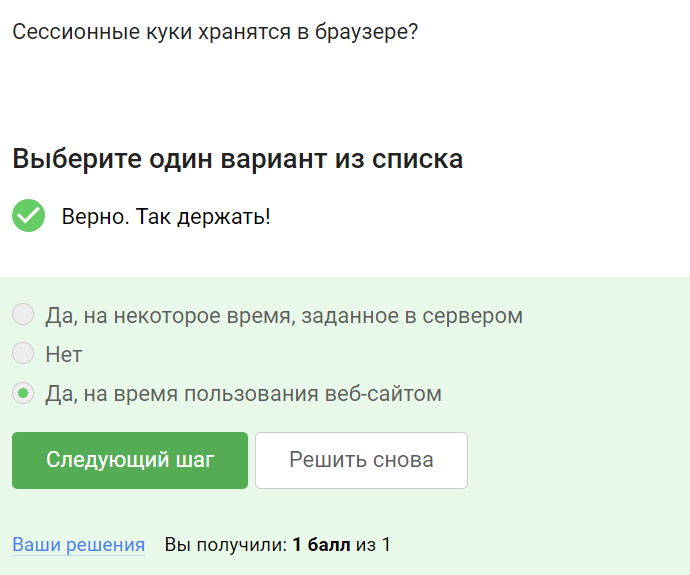 Сессионные куки хранятся в браузере?
Выберите один вариант из списка
Верно. Так держать!
Да, на некоторое время, заданное в сервером
Нет
Да, на время пользования веб-сайтом
Следующий шаг
Решить снова
Ваши решения
Вы получили: 1 балл из 1